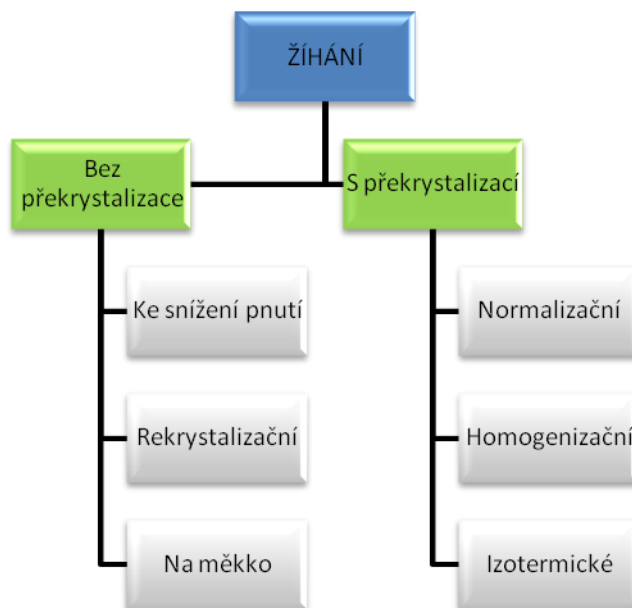 ŽÍHÁNÍ
Bez
překrystalizace
S překrystalizací
Ke snížení pnutí
Rekrystalizační
Na měkko
Normalizační
Homogenizační
Izotermické